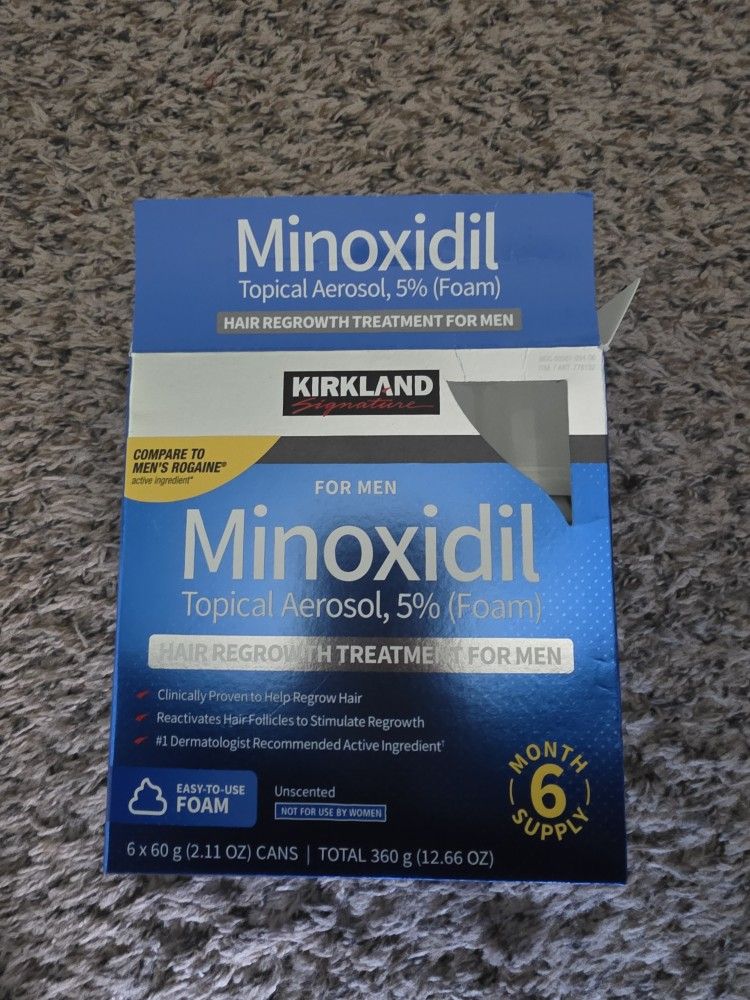 Minoxidil
Topical Aerosol, 5% (Foam)
HAIR REGROWTH TREATMENT FOR MEN
KIRKLAND
Signature
COMPARE TO
MEN'S ROGAINE®
active ingredient*
FOR MEN
Minoxidil
Topical Aerosol, 5% (Foam)
HAIR REGROWTH TREATMENT FOR MEN
Clinically Proven to Help Regrow Hair
Reactivates Hair Follicles to Stimulate Regrowth
#1 Dermatologist Recommended Active Ingredient†
EASY-TO-USE
FOAM
Unscented
NOT FOR USE BY WOMEN
MONTH
6
SUPPLY
6 x 60 g (2.11 OZ) CANS | TOTAL 360 g (12.66 OZ)